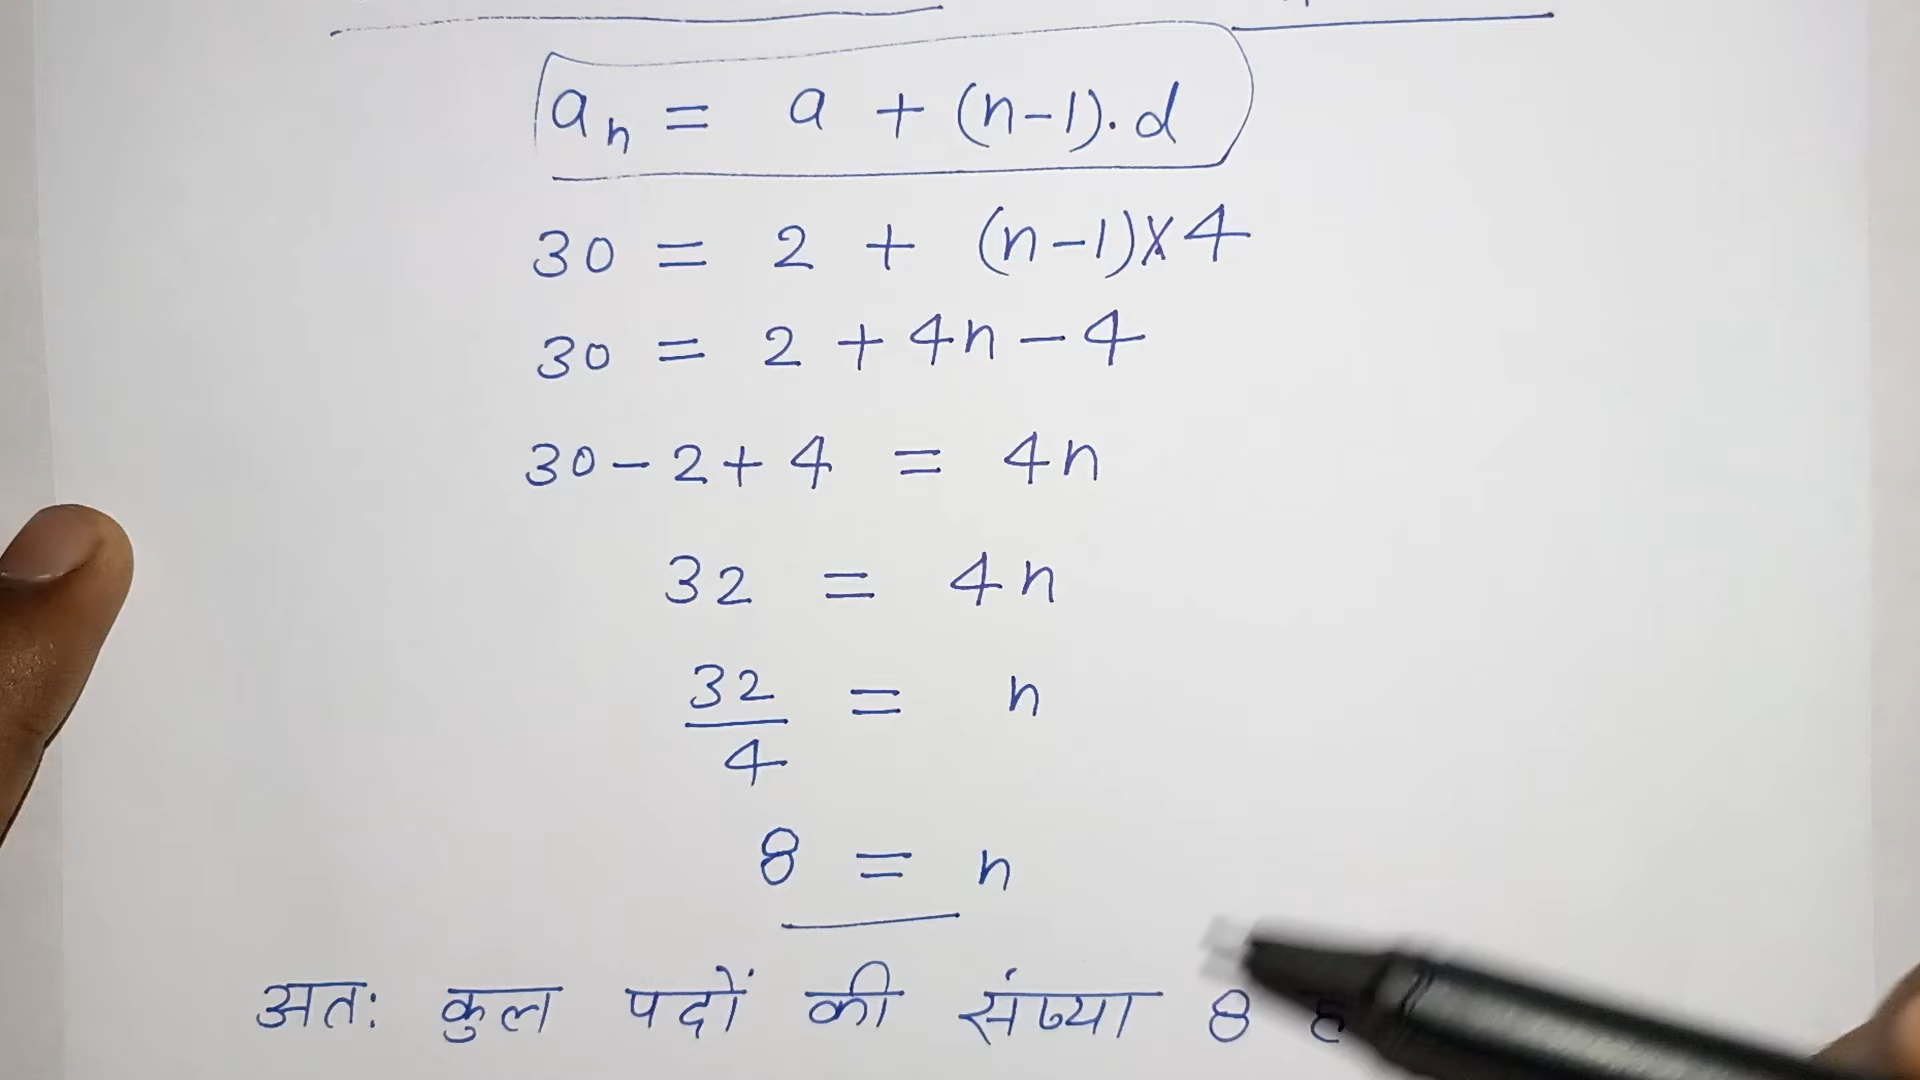 aₙ = a + (n-1).d
30 = 2 + (n-1)×4
30 = 2 + 4n - 4
30 - 2 + 4 = 4n
32 = 4n
32/4 = n
8 = n
अत: कुल पदों की संख्या 8